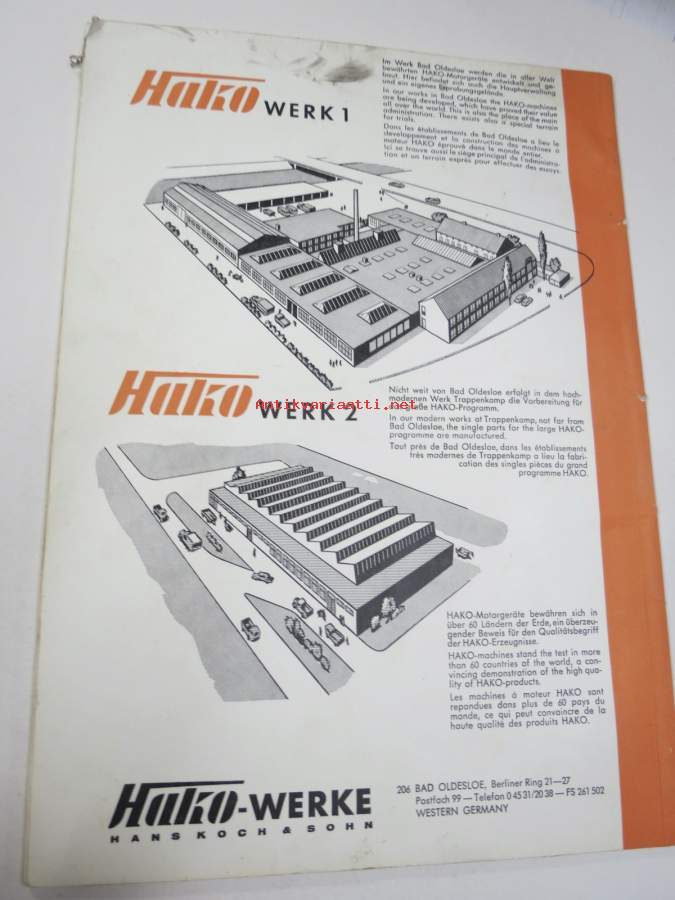 Hako WERK 1
Im Werk Bad Oldesloe werden die in aller Welt
bewährten HAKO-Motorgeräte entwickelt und ge-
baut. Hier befindet sich auch die Hauptverwaltung
und ein eigenes Erprobungsgelände.
In our works in Bad Oldesloe the HAKO-machines
are being developed, which have proved their value
all over the world. This is also the place of the main
administration. There exists also a special terrain
for trials.
Dans les établissements de Bad Oldesloe a lieu le
developpement et la construction des machines à
moteur HAKO éprouvé dans le monde entier.
Ici se trouve aussi le siège principal de l'administra-
tion et un terrain exprès pour effectuer des essays
Hako WERK 2
Antikvariaatti.net
Nicht weit von Bad Oldesloe erfolgt in dem hoch-
modernen Werk Trappenkamp die Vorbereitung für
das große HAKO-Programm.
In our modern works at Trappenkamp, not far from
Bad Oldesloe, the single parts for the large HAKO-
programme are manufactured.
Tout près de Bad Oldesloe, dans les établissements
très modernes de Trappenkamp a lieu la fabri-
cation des singles pièces du grand
programme HAKO.
HAKO-Motorgeräte bewähren sich in
über 60 Ländern der Erde, ein überzeu-
gender Beweis für den Qualitätsbegriff
der HAKO-Erzeugnisse.
HAKO-machines stand the test in more
than 60 countries of the world, a con-
vincing demonstration of the high qua-
lity of HAKO-products.
Les machines à moteur HAKO sont
repandues dans plus de 60 pays du
monde, ce qui peut convaincre de la
haute qualité des produits HAKO.
Hako-WERKE
HANS KOCH & SOHN
206 BAD OLDESLOE, Berliner Ring 21—27
Postfach 99 — Telefon 0 45 31/20 38 — FS 261 502
WESTERN GERMANY